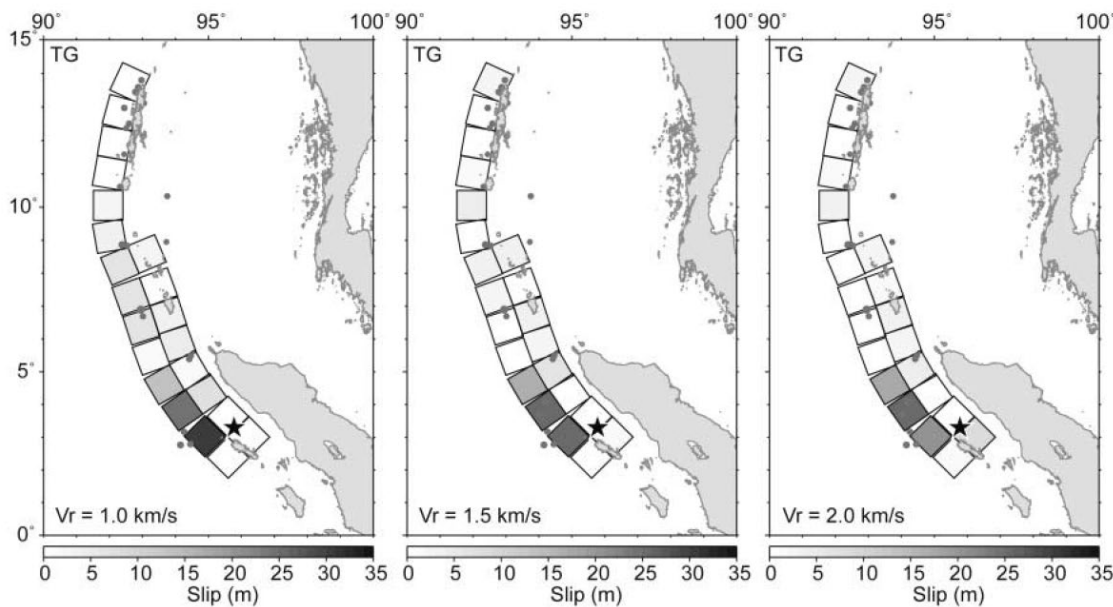 90° 95° 100° 95° 100° 95° 100°
15°
TG TG TG
10°
5°
Vr = 1.0 km/s Vr = 1.5 km/s Vr = 2.0 km/s
0°
0 5 10 15 20 25 30 35 0 5 10 15 20 25 30 35 0 5 10 15 20 25 30 35
Slip (m) Slip (m) Slip (m)